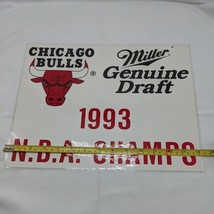 CHICAGO
BULLS
®
Miller
Genuine
Draft
1993
N.B.A. CHAMPS